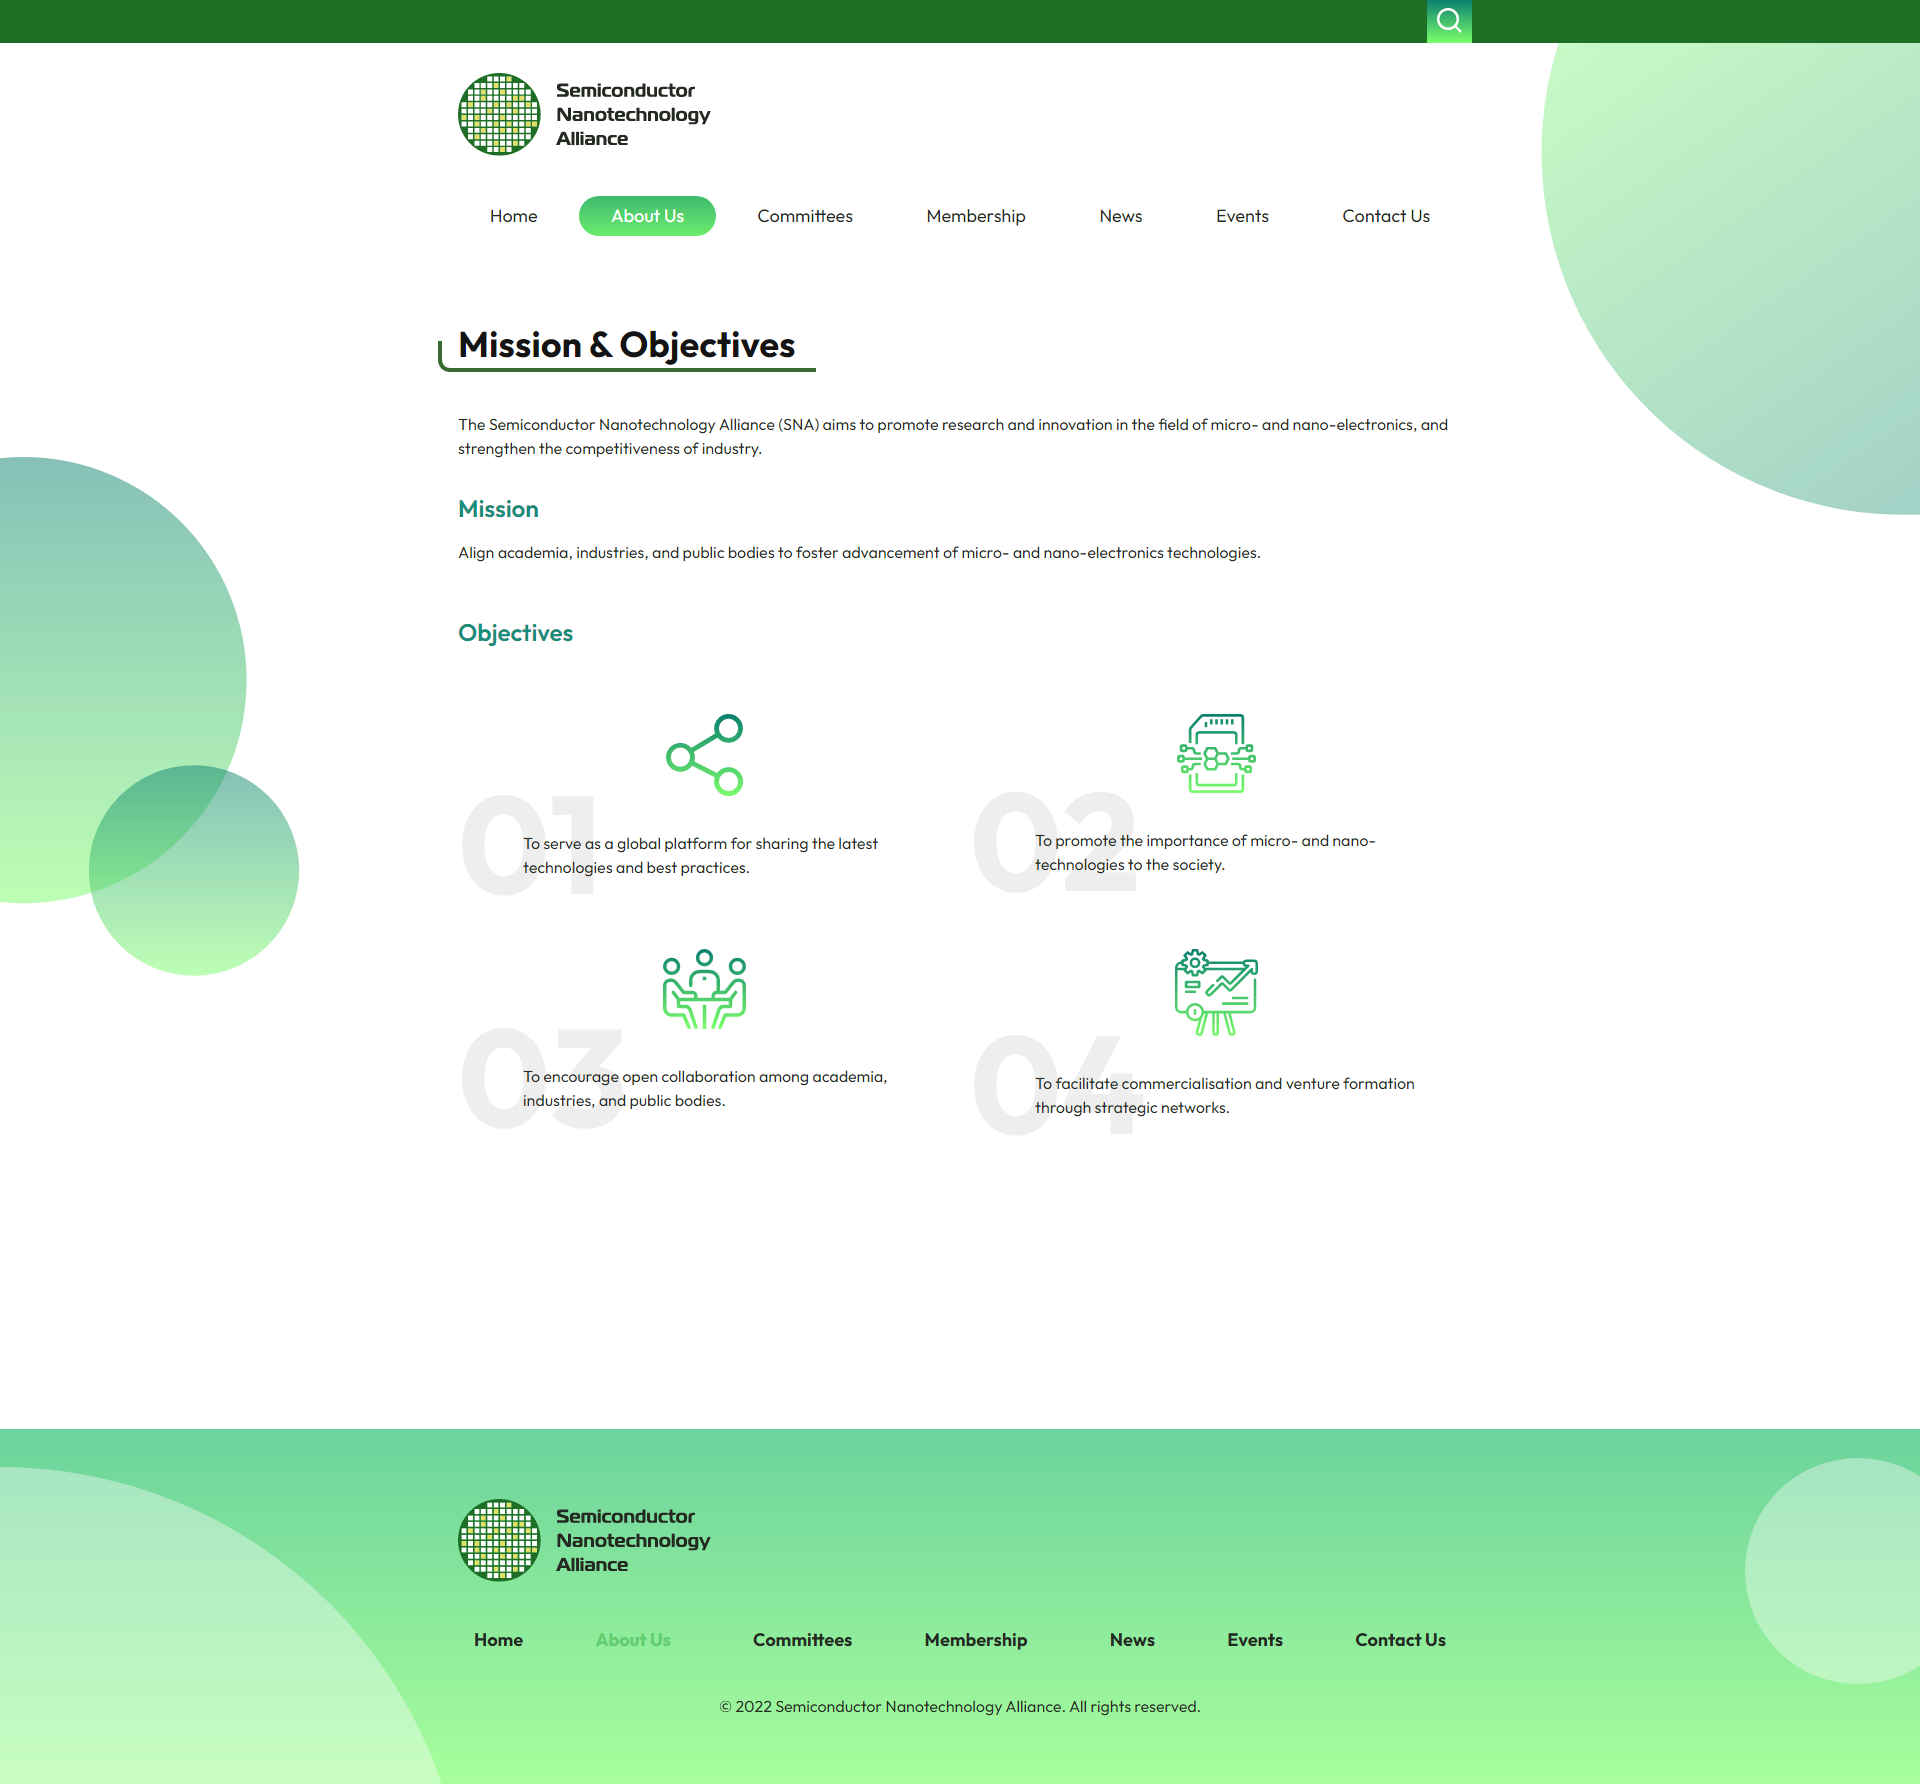 Semiconductor
Nanotechnology
Alliance
Home About Us Committees Membership News Events Contact Us
Mission & Objectives
The Semiconductor Nanotechnology Alliance (SNA) aims to promote research and innovation in the field of micro- and nano-electronics, and
strengthen the competitiveness of industry.
Mission
Align academia, industries, and public bodies to foster advancement of micro- and nano-electronics technologies.
Objectives
01
To serve as a global platform for sharing the latest
technologies and best practices.
02
To promote the importance of micro- and nano-
technologies to the society.
03
To encourage open collaboration among academia,
industries, and public bodies.
04
To facilitate commercialisation and venture formation
through strategic networks.
Semiconductor
Nanotechnology
Alliance
Home About Us Committees Membership News Events Contact Us
© 2022 Semiconductor Nanotechnology Alliance. All rights reserved.